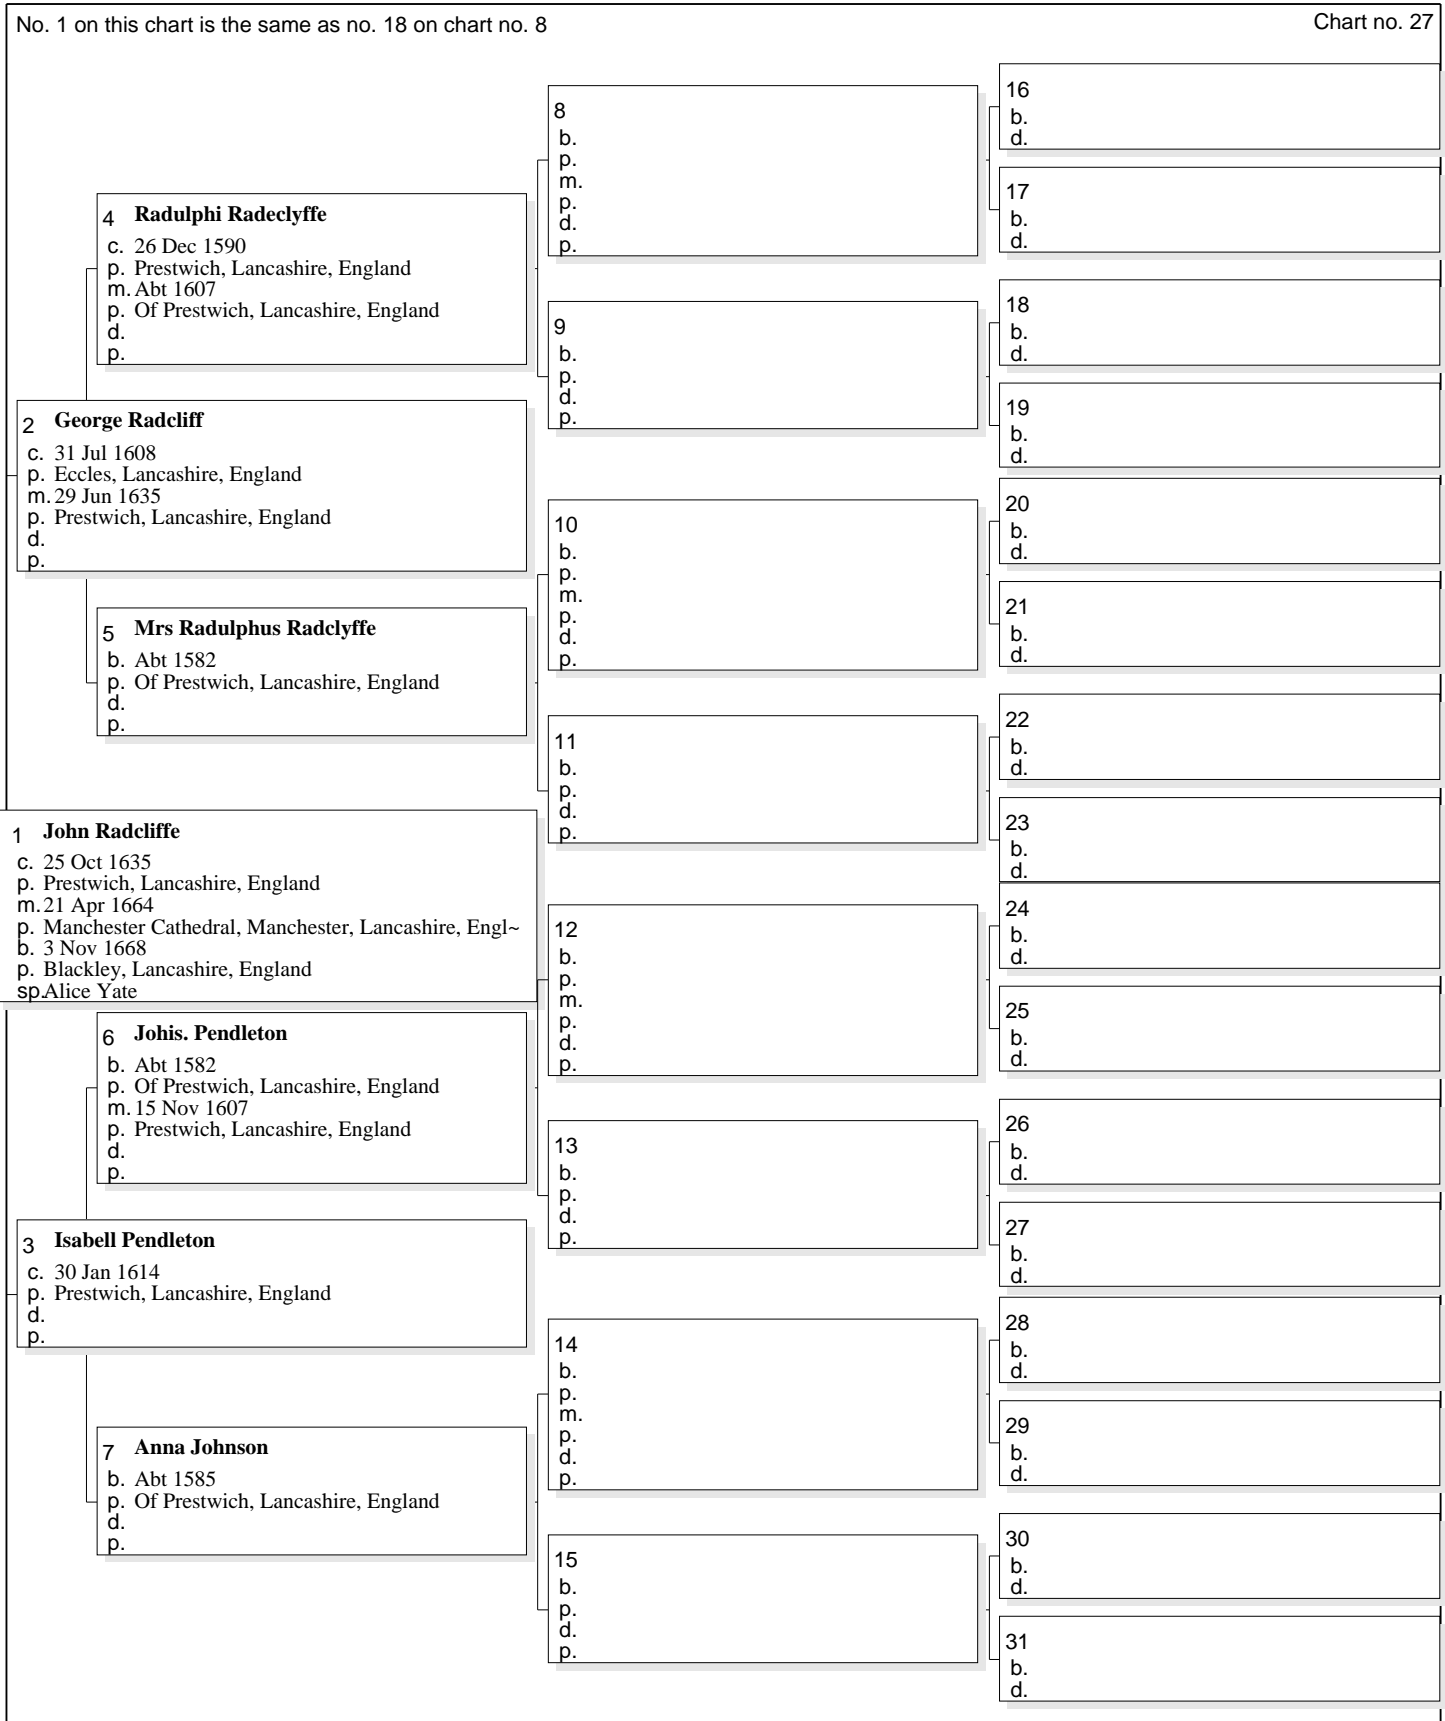 No. 1 on this chart is the same as no. 18 on chart no. 8
Chart no. 27
4 Radulphi Radeclyffe
c. 26 Dec 1590
p. Prestwich, Lancashire, England
m. Abt 1607
p. Of Prestwich, Lancashire, England
d.
p.
2 George Radcliff
c. 31 Jul 1608
p. Eccles, Lancashire, England
m. 29 Jun 1635
p. Prestwich, Lancashire, England
d.
p.
5 Mrs Radulphus Radclyffe
b. Abt 1582
p. Of Prestwich, Lancashire, England
d.
p.
1 John Radcliffe
c. 25 Oct 1635
p. Prestwich, Lancashire, England
m. 21 Apr 1664
p. Manchester Cathedral, Manchester, Lancashire, Engl~
b. 3 Nov 1668
p. Blackley, Lancashire, England
sp. Alice Yate
6 Johis. Pendleton
b. Abt 1582
p. Of Prestwich, Lancashire, England
m. 15 Nov 1607
p. Prestwich, Lancashire, England
d.
p.
3 Isabell Pendleton
c. 30 Jan 1614
p. Prestwich, Lancashire, England
d.
p.
7 Anna Johnson
b. Abt 1585
p. Of Prestwich, Lancashire, England
d.
p.
8
b.
p.
m.
p.
d.
p.
9
b.
p.
d.
p.
10
b.
p.
m.
p.
d.
p.
11
b.
p.
d.
p.
12
b.
p.
m.
p.
d.
p.
13
b.
p.
d.
p.
14
b.
p.
m.
p.
d.
p.
15
b.
p.
d.
p.
16
b.
d.
17
b.
d.
18
b.
d.
19
b.
d.
20
b.
d.
21
b.
d.
22
b.
d.
23
b.
d.
24
b.
d.
25
b.
d.
26
b.
d.
27
b.
d.
28
b.
d.
29
b.
d.
30
b.
d.
31
b.
d.